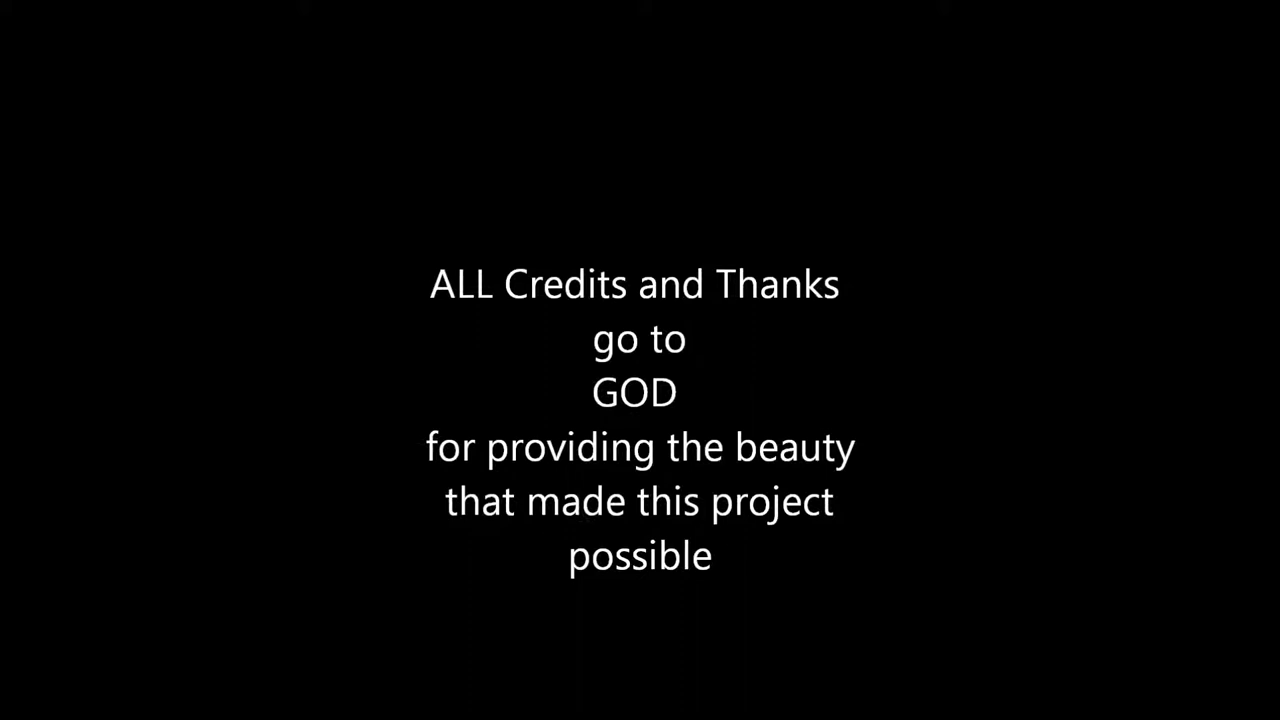 ALL Credits and Thanks
go to
GOD
for providing the beauty
that made this project
possible